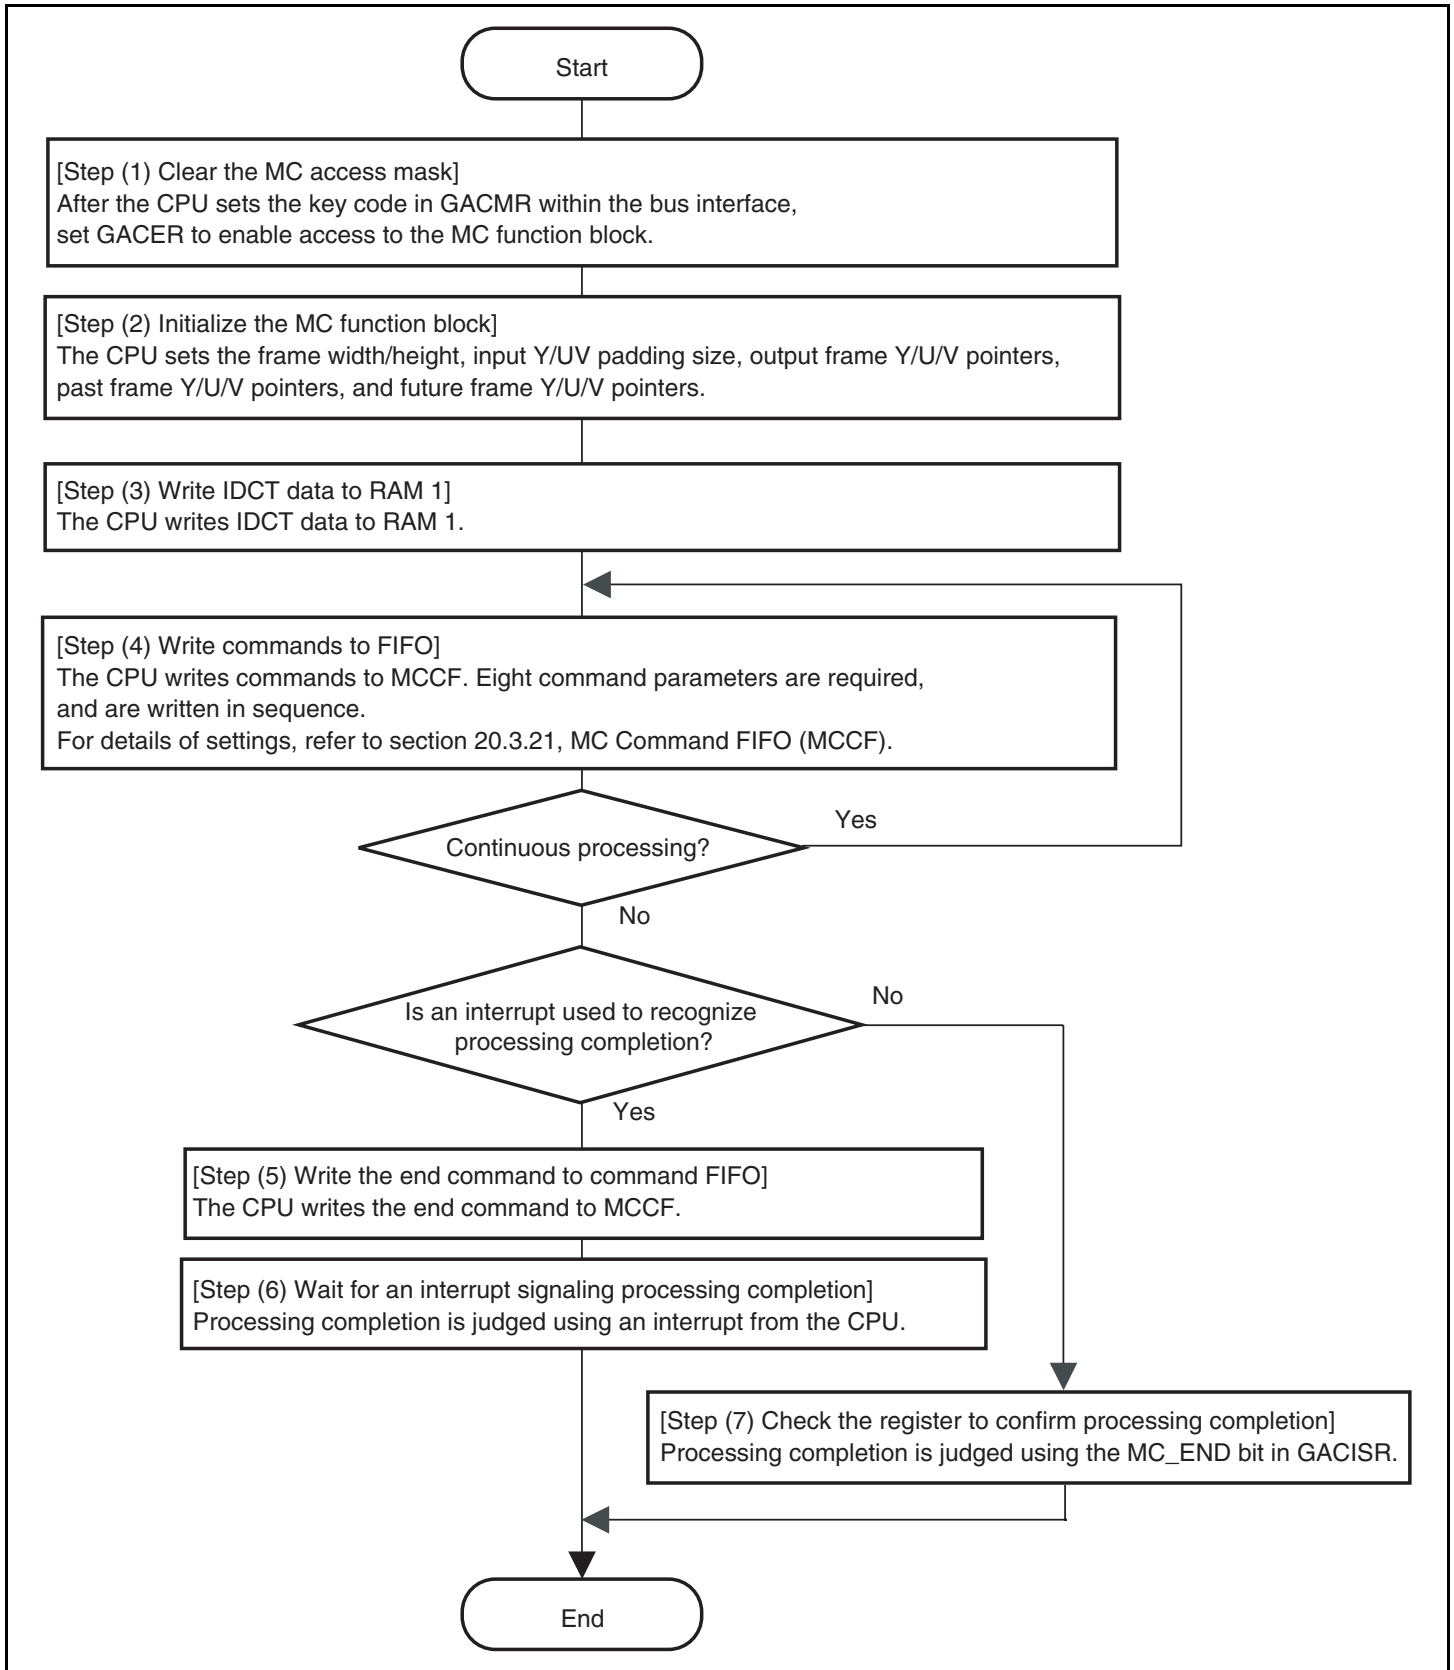 Start
[Step (1) Clear the MC access mask]
After the CPU sets the key code in GACMR within the bus interface,
set GACER to enable access to the MC function block.
[Step (2) Initialize the MC function block]
The CPU sets the frame width/height, input Y/UV padding size, output frame Y/U/V pointers,
past frame Y/U/V pointers, and future frame Y/U/V pointers.
[Step (3) Write IDCT data to RAM 1]
The CPU writes IDCT data to RAM 1.
[Step (4) Write commands to FIFO]
The CPU writes commands to MCCF. Eight command parameters are required,
and are written in sequence.
For details of settings, refer to section 20.3.21, MC Command FIFO (MCCF).
Yes
Continuous processing?
No
No
Is an interrupt used to recognize
processing completion?
Yes
[Step (5) Write the end command to command FIFO]
The CPU writes the end command to MCCF.
[Step (6) Wait for an interrupt signaling processing completion]
Processing completion is judged using an interrupt from the CPU.
[Step (7) Check the register to confirm processing completion]
Processing completion is judged using the MC_END bit in GACISR.
End